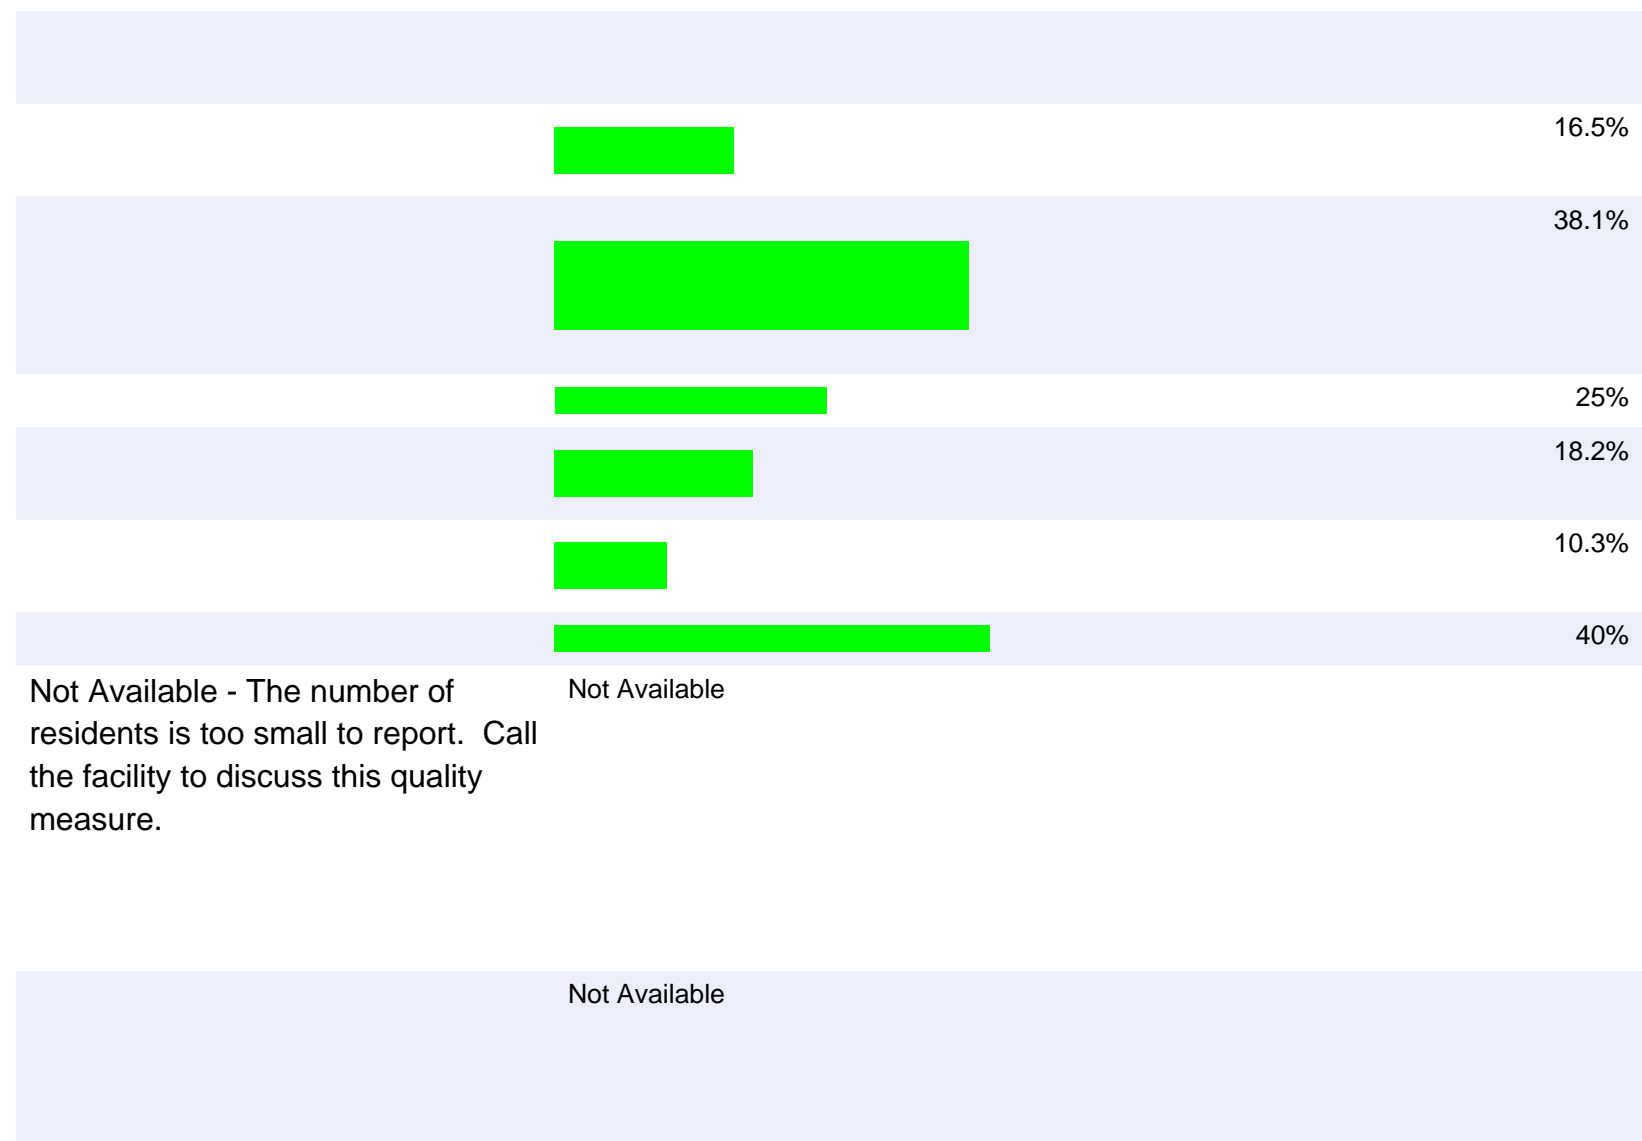 16.5%
38.1%
25%
18.2%
10.3%
40%
Not Available - The number of
residents is too small to report.  Call
the facility to discuss this quality
measure.
Not Available
Not Available